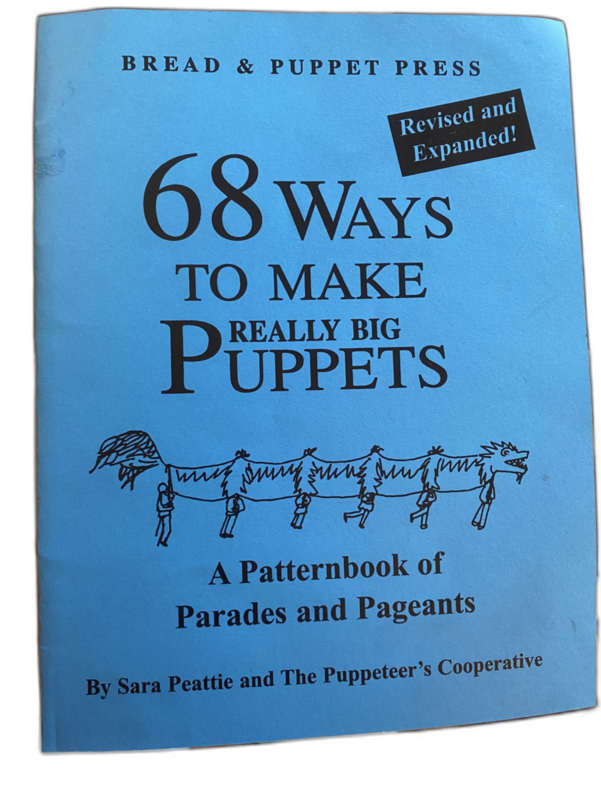 BREAD & PUPPET PRESS
Revised and
Expanded!
68 WAYS
TO MAKE
REALLY BIG
PUPPETS
A Patternbook of
Parades and Pageants
By Sara Peattie and The Puppeteer's Cooperative